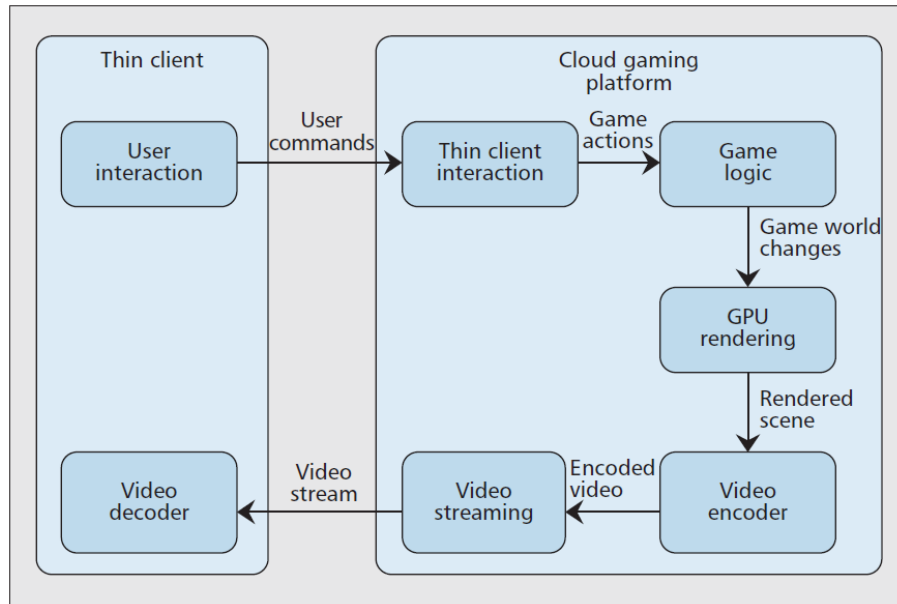 Thin client
Cloud gaming
platform
User
interaction
User
commands
Thin client
interaction
Game
actions
Game
logic
Game world
changes
GPU
rendering
Rendered
scene
Video
encoder
Encoded
video
Video
streaming
Video
stream
Video
decoder